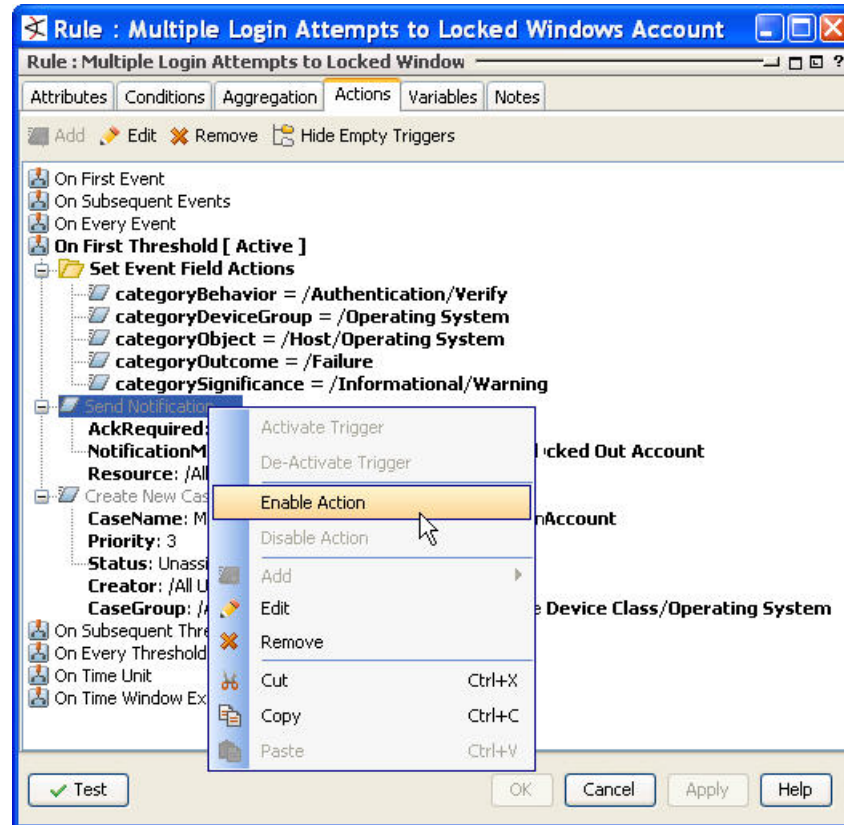 Rule : Multiple Login Attempts to Locked Windows Account
Rule : Multiple Login Attempts to Locked Window
?
Attributes Conditions Aggregation Actions Variables Notes
Add Edit Remove Hide Empty Triggers
On First Event
On Subsequent Events
On Every Event
On First Threshold [ Active ]
Set Event Field Actions
categoryBehavior = /Authentication/Verify
categoryDeviceGroup = /Operating System
categoryObject = /Host/Operating System
categoryOutcome = /Failure
categorySignificance = /Informational/Warning
Send Notification
AckRequired:
NotificationM cked Out Account
Resource: /All
Create New Cas
CaseName: M nAccount
Priority: 3
Status: Unassi
Creator: /All U
CaseGroup: /A e Device Class/Operating System
On Subsequent Thre
On Every Threshold
On Time Unit
On Time Window Ex
Activate Trigger
De-Activate Trigger
Enable Action
Disable Action
Add
Edit
Remove
Cut Ctrl+X
Copy Ctrl+C
Paste Ctrl+V
Test OK Cancel Apply Help